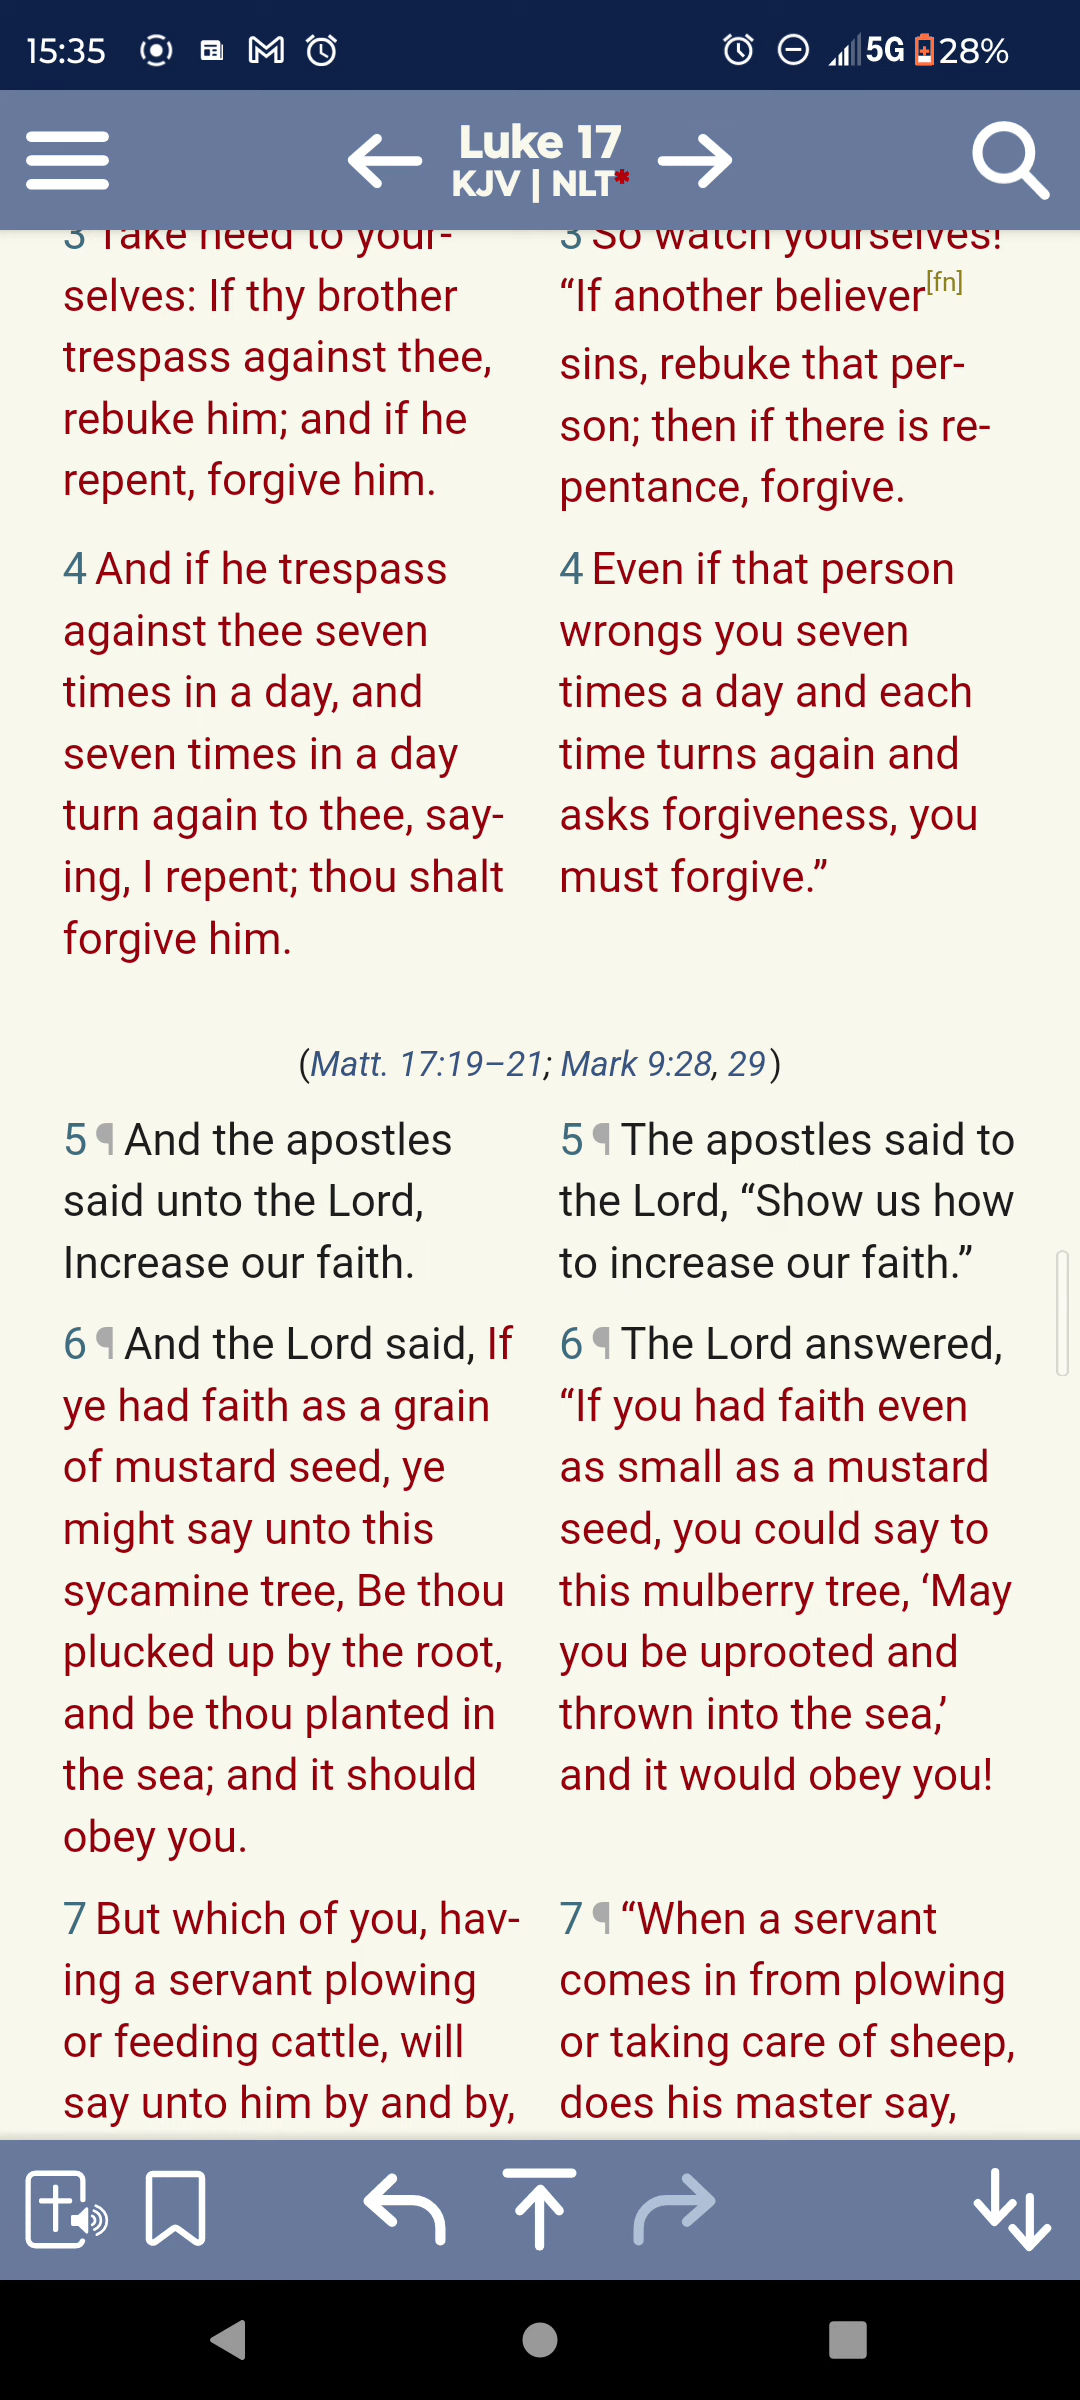 15:35
5G 28%
Luke 17
KJV | NLT*
3 Take heed to your-
selves: If thy brother
trespass against thee,
rebuke him; and if he
repent, forgive him.
4 And if he trespass
against thee seven
times in a day, and
seven times in a day
turn again to thee, say-
ing, I repent; thou shalt
forgive him.
3 So watch yourselves!
“If another believer[fn]
sins, rebuke that per-
son; then if there is re-
pentance, forgive.
4 Even if that person
wrongs you seven
times a day and each
time turns again and
asks forgiveness, you
must forgive.”
(Matt. 17:19–21; Mark 9:28, 29)
5 ¶ And the apostles
said unto the Lord,
Increase our faith.
6 ¶ And the Lord said, If
ye had faith as a grain
of mustard seed, ye
might say unto this
sycamine tree, Be thou
plucked up by the root,
and be thou planted in
the sea; and it should
obey you.
7 But which of you, hav-
ing a servant plowing
or feeding cattle, will
say unto him by and by,
5 ¶ The apostles said to
the Lord, “Show us how
to increase our faith.”
6 ¶ The Lord answered,
“If you had faith even
as small as a mustard
seed, you could say to
this mulberry tree, ‘May
you be uprooted and
thrown into the sea,’
and it would obey you!
7 ¶ “When a servant
comes in from plowing
or taking care of sheep,
does his master say,